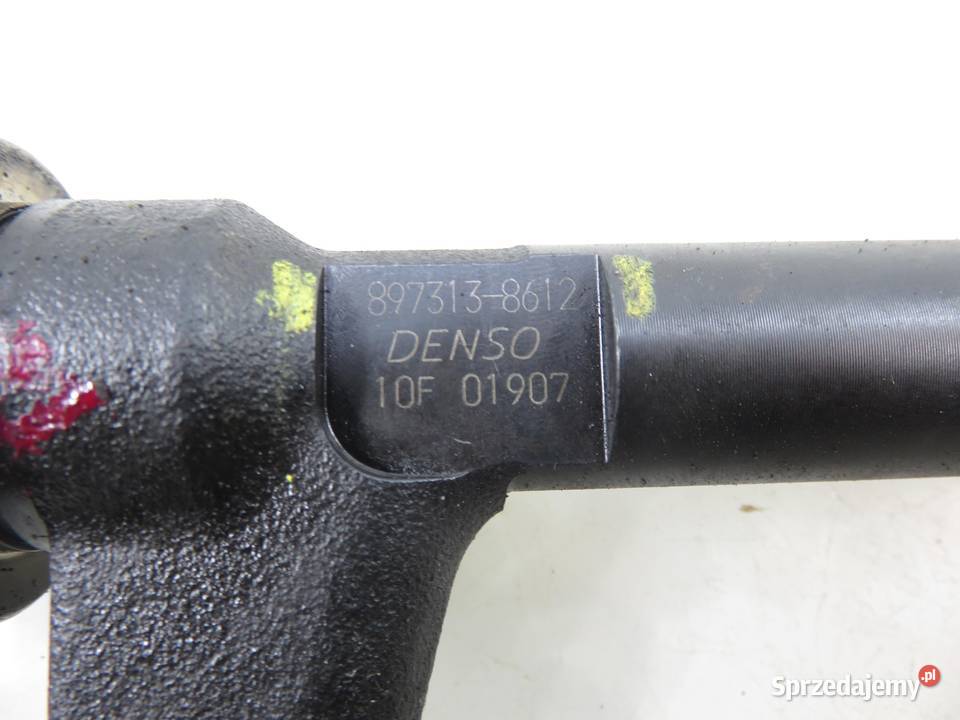 897313-8612
DENSO
10F 01907
Sprzedajemy.pl